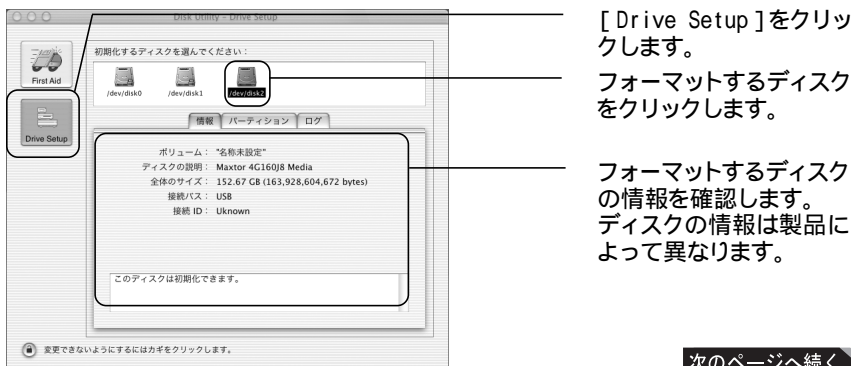 Disk Utility – Drive Setup
初期化するディスクを選んでください：
First Aid
/dev/disk0
/dev/disk1
/dev/disk2
Drive Setup
情報
パーティション
ログ
ボリューム： "名称未設定"
ディスクの説明： Maxtor 4G160J8 Media
全体のサイズ： 152.67 GB (163,928,604,672 bytes)
接続バス： USB
接続 ID： Uknown
このディスクは初期化できます。
変更できないようにするにはカギをクリックします。
[Drive Setup]をクリッ
クします。
フォーマットするディスク
をクリックします。
フォーマットするディスク
の情報を確認します。
ディスクの情報は製品に
よって異なります。
次のページへ続く